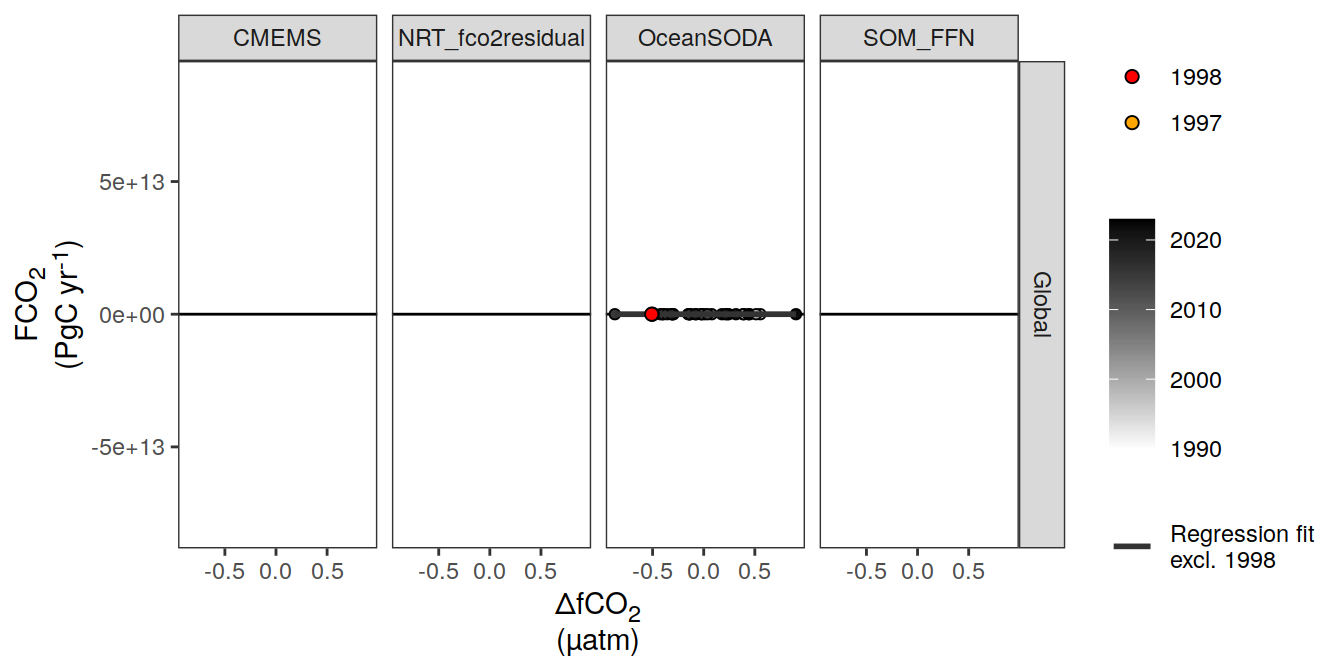 CMEMS
NRT_fco2residual
OceanSODA
SOM_FFN
Global
FCO₂
(PgC yr⁻¹)
5e+13
0e+00
-5e+13
-0.5 0.0 0.5
-0.5 0.0 0.5
-0.5 0.0 0.5
-0.5 0.0 0.5
ΔfCO₂
(µatm)
1998
1997
2020
2010
2000
1990
Regression fit
excl. 1998